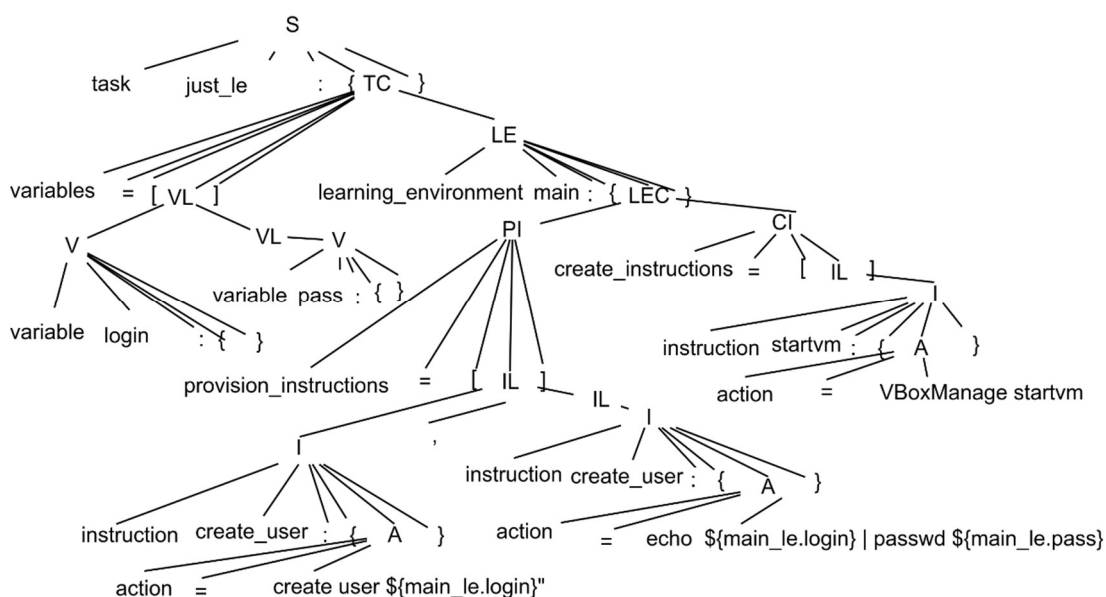 S
task just_le : { TC }
LE
variables = [ VL ] learning_environment main : { LEC }
V VL V PI CI
create_instructions = [ IL ]
variable pass : { }
I
variable login : { }
instruction startvm : { A }
provision_instructions = [ IL ]
action = VBoxManage startvm
IL
I , I
instruction create_user : { A }
instruction create_user : { A }
action = echo ${main_le.login} | passwd ${main_le.pass}
action = create user ${main_le.login}"